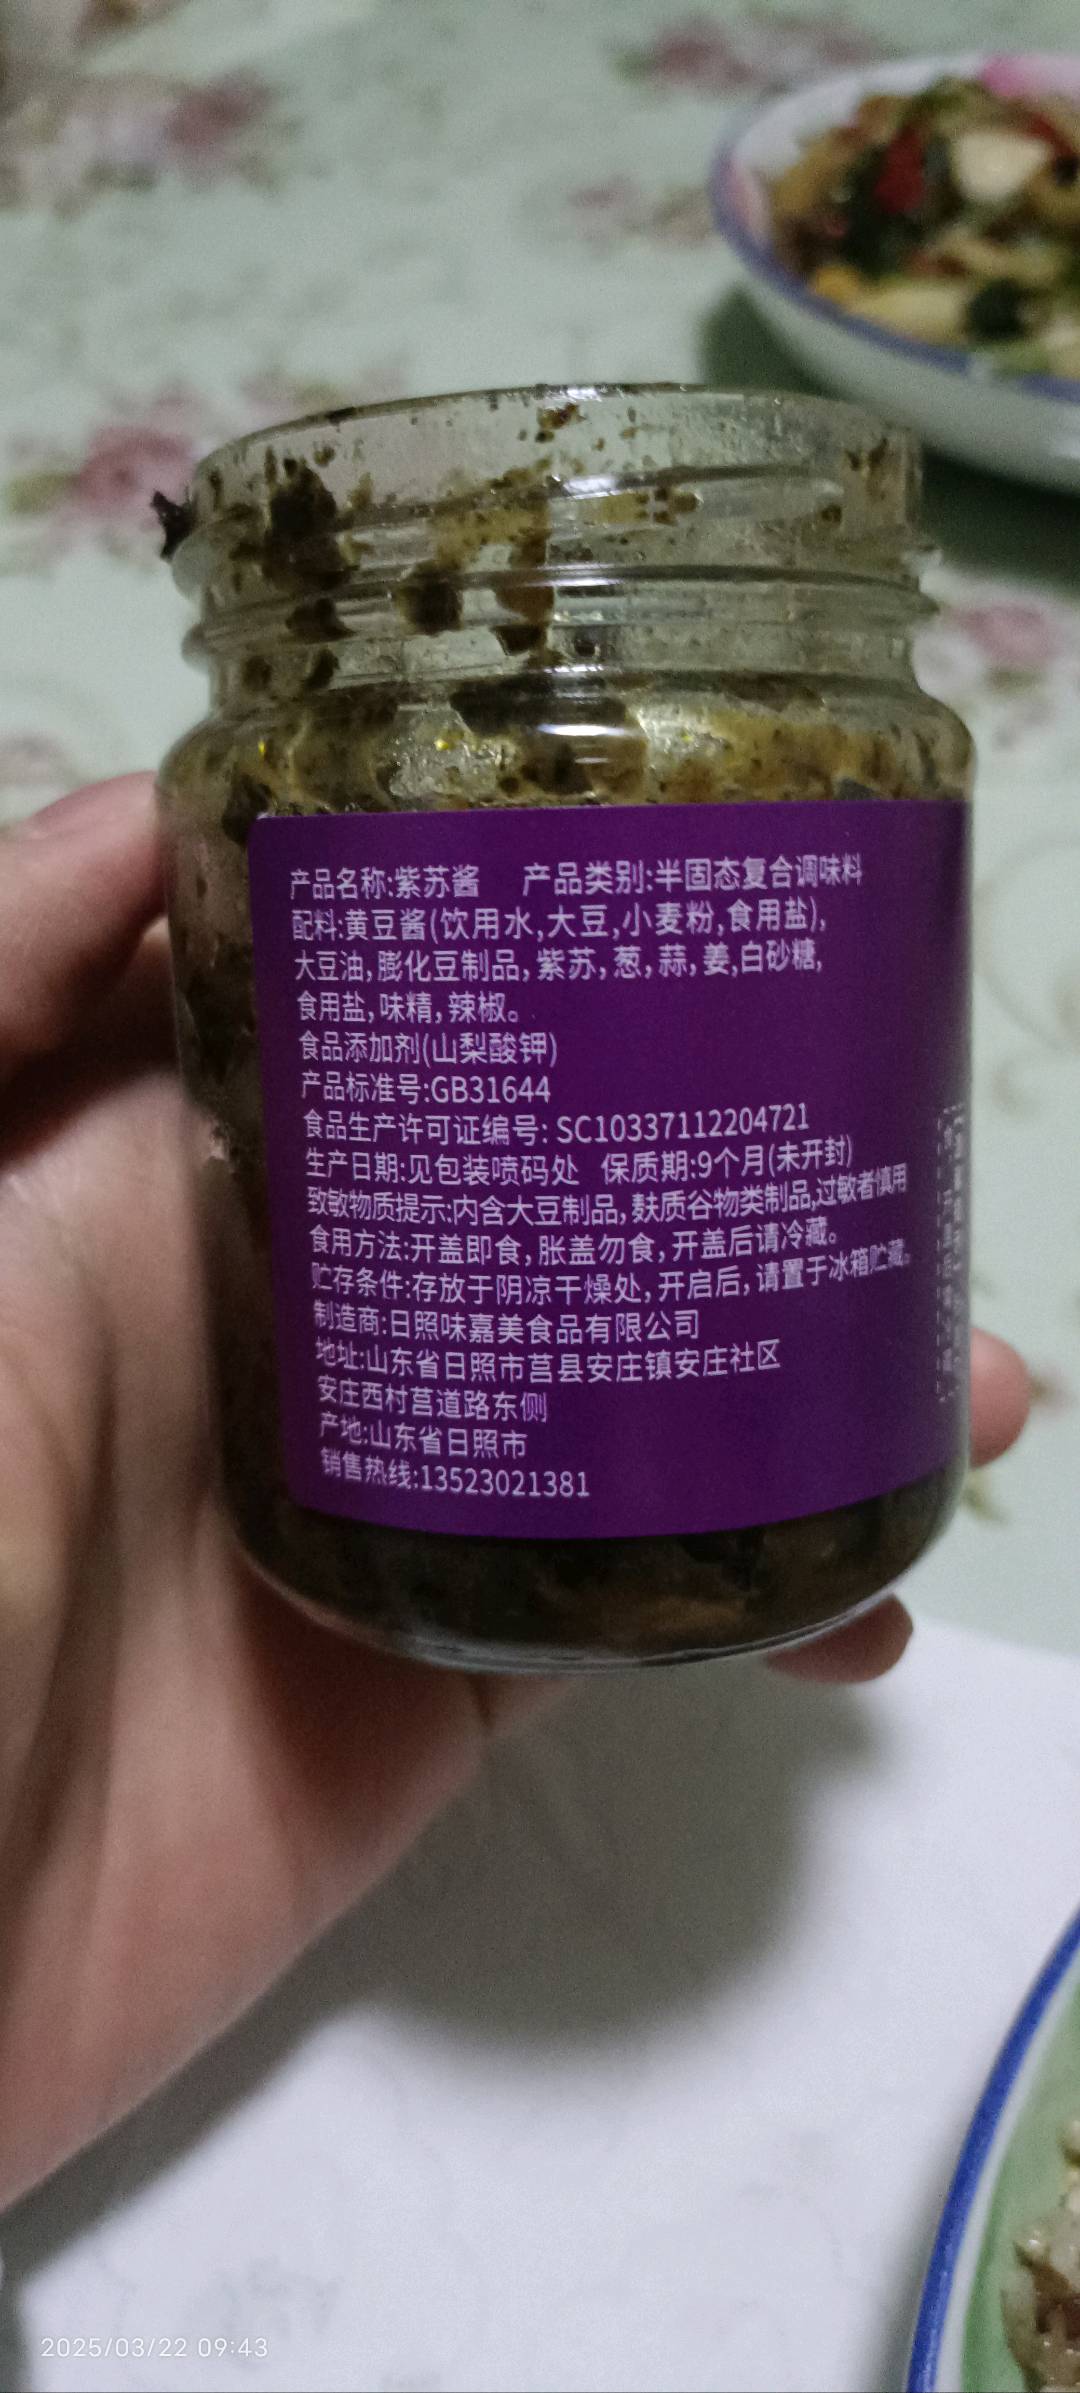 产品名称:紫苏酱 产品类别:半固态复合调味料
配料:黄豆酱(饮用水,大豆,小麦粉,食用盐),
大豆油,膨化豆制品,紫苏,葱,蒜,姜,白砂糖,
食用盐,味精,辣椒。
食品添加剂(山梨酸钾)
产品标准号:GB31644
食品生产许可证编号: SC10337112204721
生产日期:见包装喷码处 保质期:9个月(未开封)
致敏物质提示:内含大豆制品,麸质谷物类制品,过敏者慎用
食用方法:开盖即食,胀盖勿食,开盖后请冷藏。
贮存条件:存放于阴凉干燥处,开启后,请置于冰箱贮藏。
制造商:日照味嘉美食品有限公司
地址:山东省日照市莒县安庄镇安庄社区
安庄西村莒道路东侧
产地:山东省日照市
销售热线:13523021381
2025/03/22 09:43